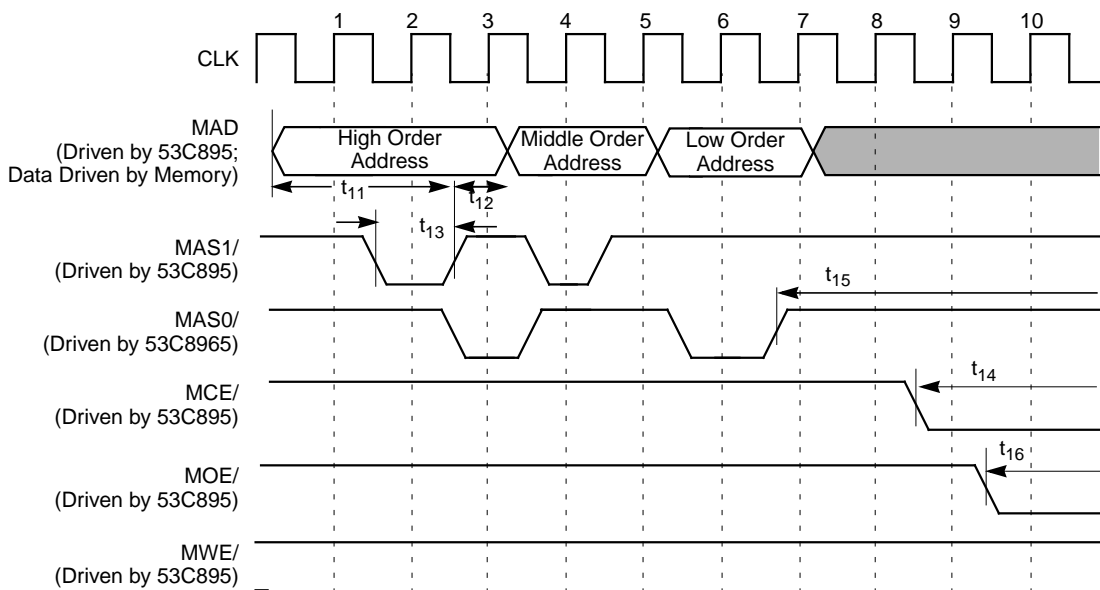 1 2 3 4 5 6 7 8 9 10
CLK
MAD
(Driven by 53C895;
Data Driven by Memory)
High Order
Address
Middle Order
Address
Low Order
Address
t11
t12
t13
MAS1/
(Driven by 53C895)
t15
MAS0/
(Driven by 53C8965)
MCE/
(Driven by 53C895)
t14
MOE/
(Driven by 53C895)
t16
MWE/
(Driven by 53C895)